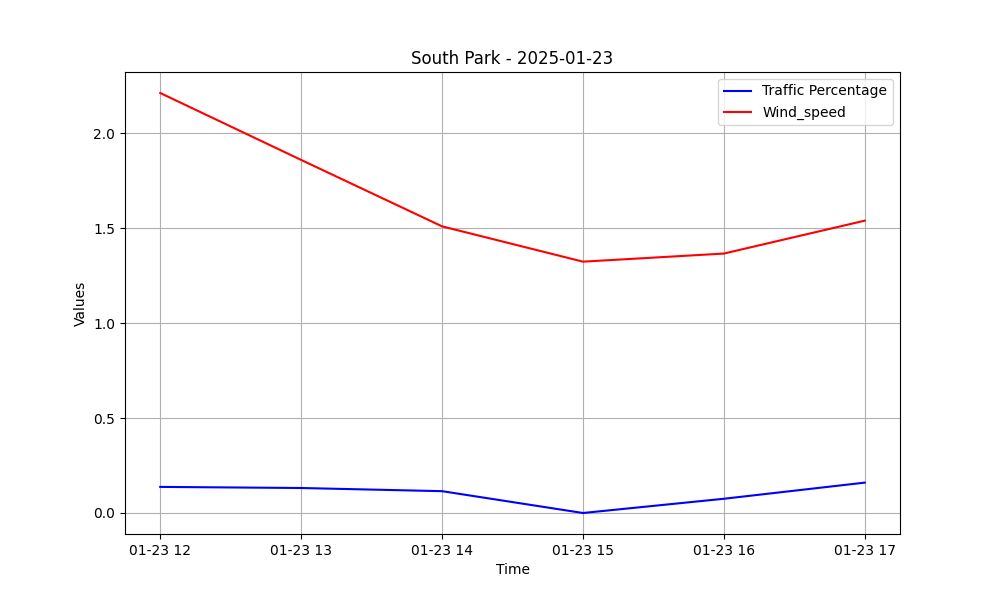 South Park - 2025-01-23
Traffic Percentage
Wind_speed
2.0
1.5
1.0
0.5
0.0
Values
01-23 12 01-23 13 01-23 14 01-23 15 01-23 16 01-23 17
Time